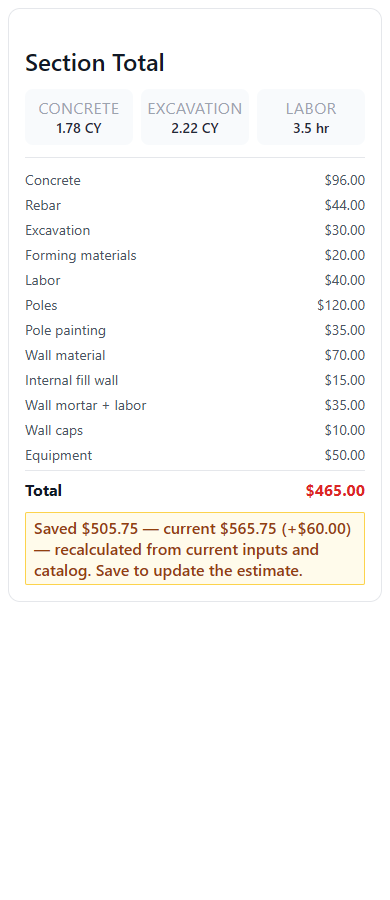 Section Total
CONCRETE EXCAVATION LABOR
1.78 CY 2.22 CY 3.5 hr
Concrete $96.00
Rebar $44.00
Excavation $30.00
Forming materials $20.00
Labor $40.00
Poles $120.00
Pole painting $35.00
Wall material $70.00
Internal fill wall $15.00
Wall mortar + labor $35.00
Wall caps $10.00
Equipment $50.00
Total $465.00
Saved $505.75 — current $565.75 (+$60.00)
— recalculated from current inputs and
catalog. Save to update the estimate.